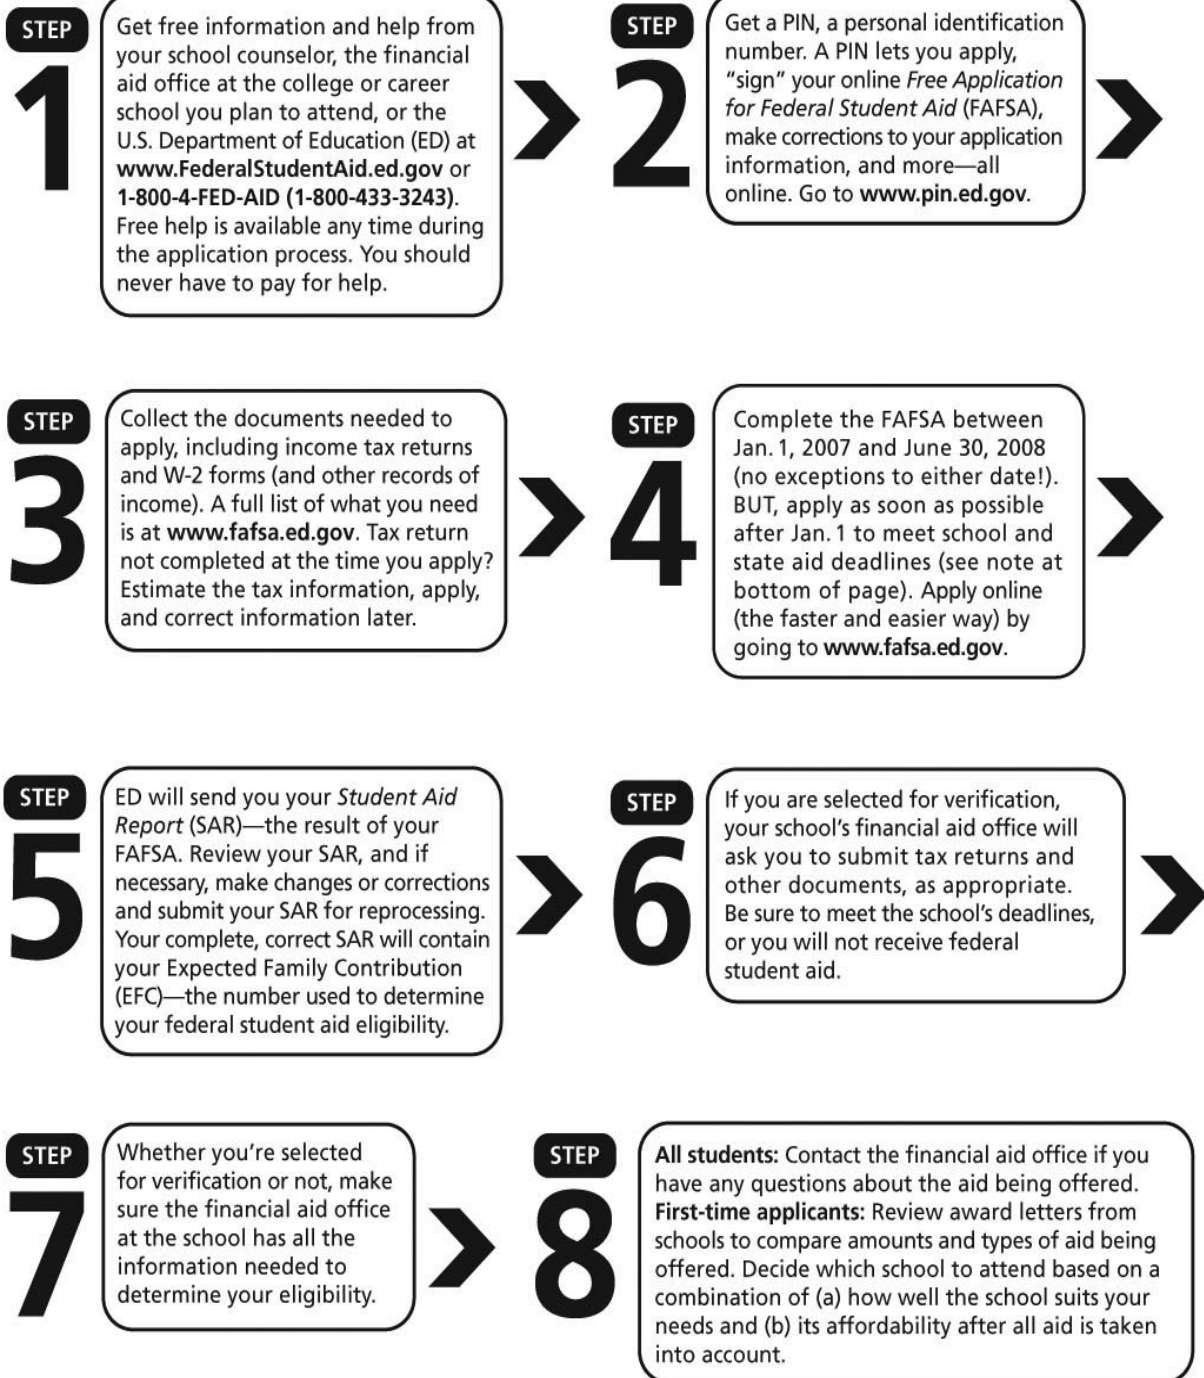 STEP
1
Get free information and help from
your school counselor, the financial
aid office at the college or career
school you plan to attend, or the
U.S. Department of Education (ED) at
www.FederalStudentAid.ed.gov or
1-800-4-FED-AID (1-800-433-3243).
Free help is available any time during
the application process. You should
never have to pay for help.
STEP
2
Get a PIN, a personal identification
number. A PIN lets you apply,
“sign” your online Free Application
for Federal Student Aid (FAFSA),
make corrections to your application
information, and more—all
online. Go to www.pin.ed.gov.
STEP
3
Collect the documents needed to
apply, including income tax returns
and W-2 forms (and other records of
income). A full list of what you need
is at www.fafsa.ed.gov. Tax return
not completed at the time you apply?
Estimate the tax information, apply,
and correct information later.
STEP
4
Complete the FAFSA between
Jan. 1, 2007 and June 30, 2008
(no exceptions to either date!).
BUT, apply as soon as possible
after Jan. 1 to meet school and
state aid deadlines (see note at
bottom of page). Apply online
(the faster and easier way) by
going to www.fafsa.ed.gov.
STEP
5
ED will send you your Student Aid
Report (SAR)—the result of your
FAFSA. Review your SAR, and if
necessary, make changes or corrections
and submit your SAR for reprocessing.
Your complete, correct SAR will contain
your Expected Family Contribution
(EFC)—the number used to determine
your federal student aid eligibility.
STEP
6
If you are selected for verification,
your school’s financial aid office will
ask you to submit tax returns and
other documents, as appropriate.
Be sure to meet the school’s deadlines,
or you will not receive federal
student aid.
STEP
7
Whether you’re selected
for verification or not, make
sure the financial aid office
at the school has all the
information needed to
determine your eligibility.
STEP
8
All students: Contact the financial aid office if you
have any questions about the aid being offered.
First-time applicants: Review award letters from
schools to compare amounts and types of aid being
offered. Decide which school to attend based on a
combination of (a) how well the school suits your
needs and (b) its affordability after all aid is taken
into account.